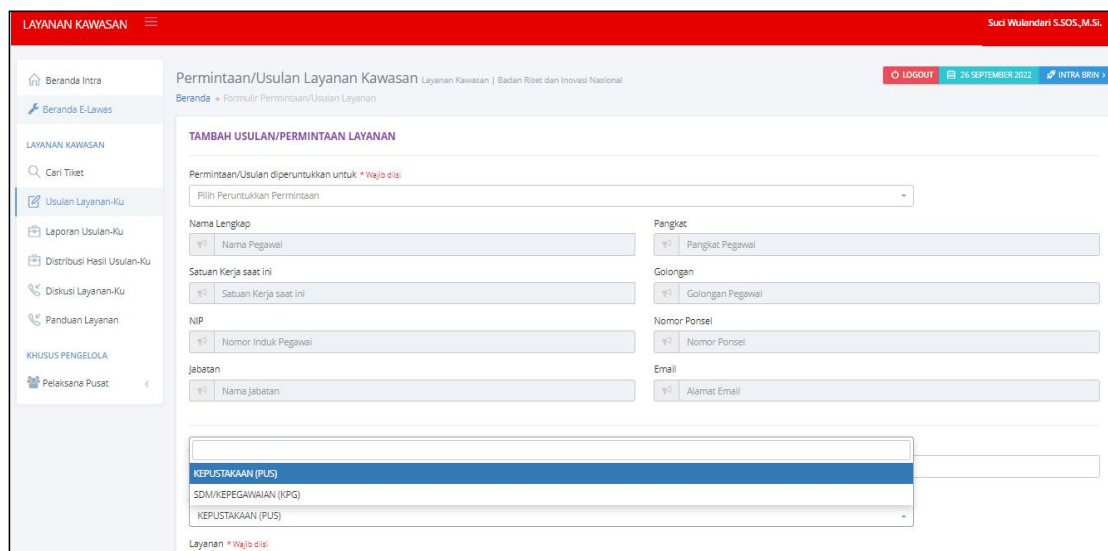 LAYANAN KAWASAN
Suci Wulandari S.SOS.,M.Si.
Beranda Intra
Beranda E-Lawas
LAYANAN KAWASAN
Cari Tiket
Usulan Layanan-Ku
Laporan Usulan-Ku
Distribusi Hasil Usulan-Ku
Diskusi Layanan-Ku
Panduan Layanan
KHUSUS PENGELOLA
Pelaksana Pusat <
Permintaan/Usulan Layanan Kawasan Layanan Kawasan | Badan Riset dan Inovasi Nasional
LOGOUT 26 SEPTEMBER 2022 INTRA BRIN >
Beranda » Formulir Permintaan/Usulan Layanan
TAMBAH USULAN/PERMINTAAN LAYANAN
Permintaan/Usulan diperuntukkan untuk * Wajib diisi
Pilih Peruntukkan Permintaan
Nama Lengkap
Nama Pegawai
Pangkat
Pangkat Pegawai
Satuan Kerja saat ini
Satuan Kerja saat ini
Golongan
Golongan Pegawai
NIP
Nomor Induk Pegawai
Nomor Ponsel
Nomor Ponsel
Jabatan
Nama Jabatan
Email
Alamat Email
KEPUSTAKAAN (PUS)
SDM/KEPEGAWAIAN (KPG)
KEPUSTAKAAN (PUS)
Layanan * Wajib diisi